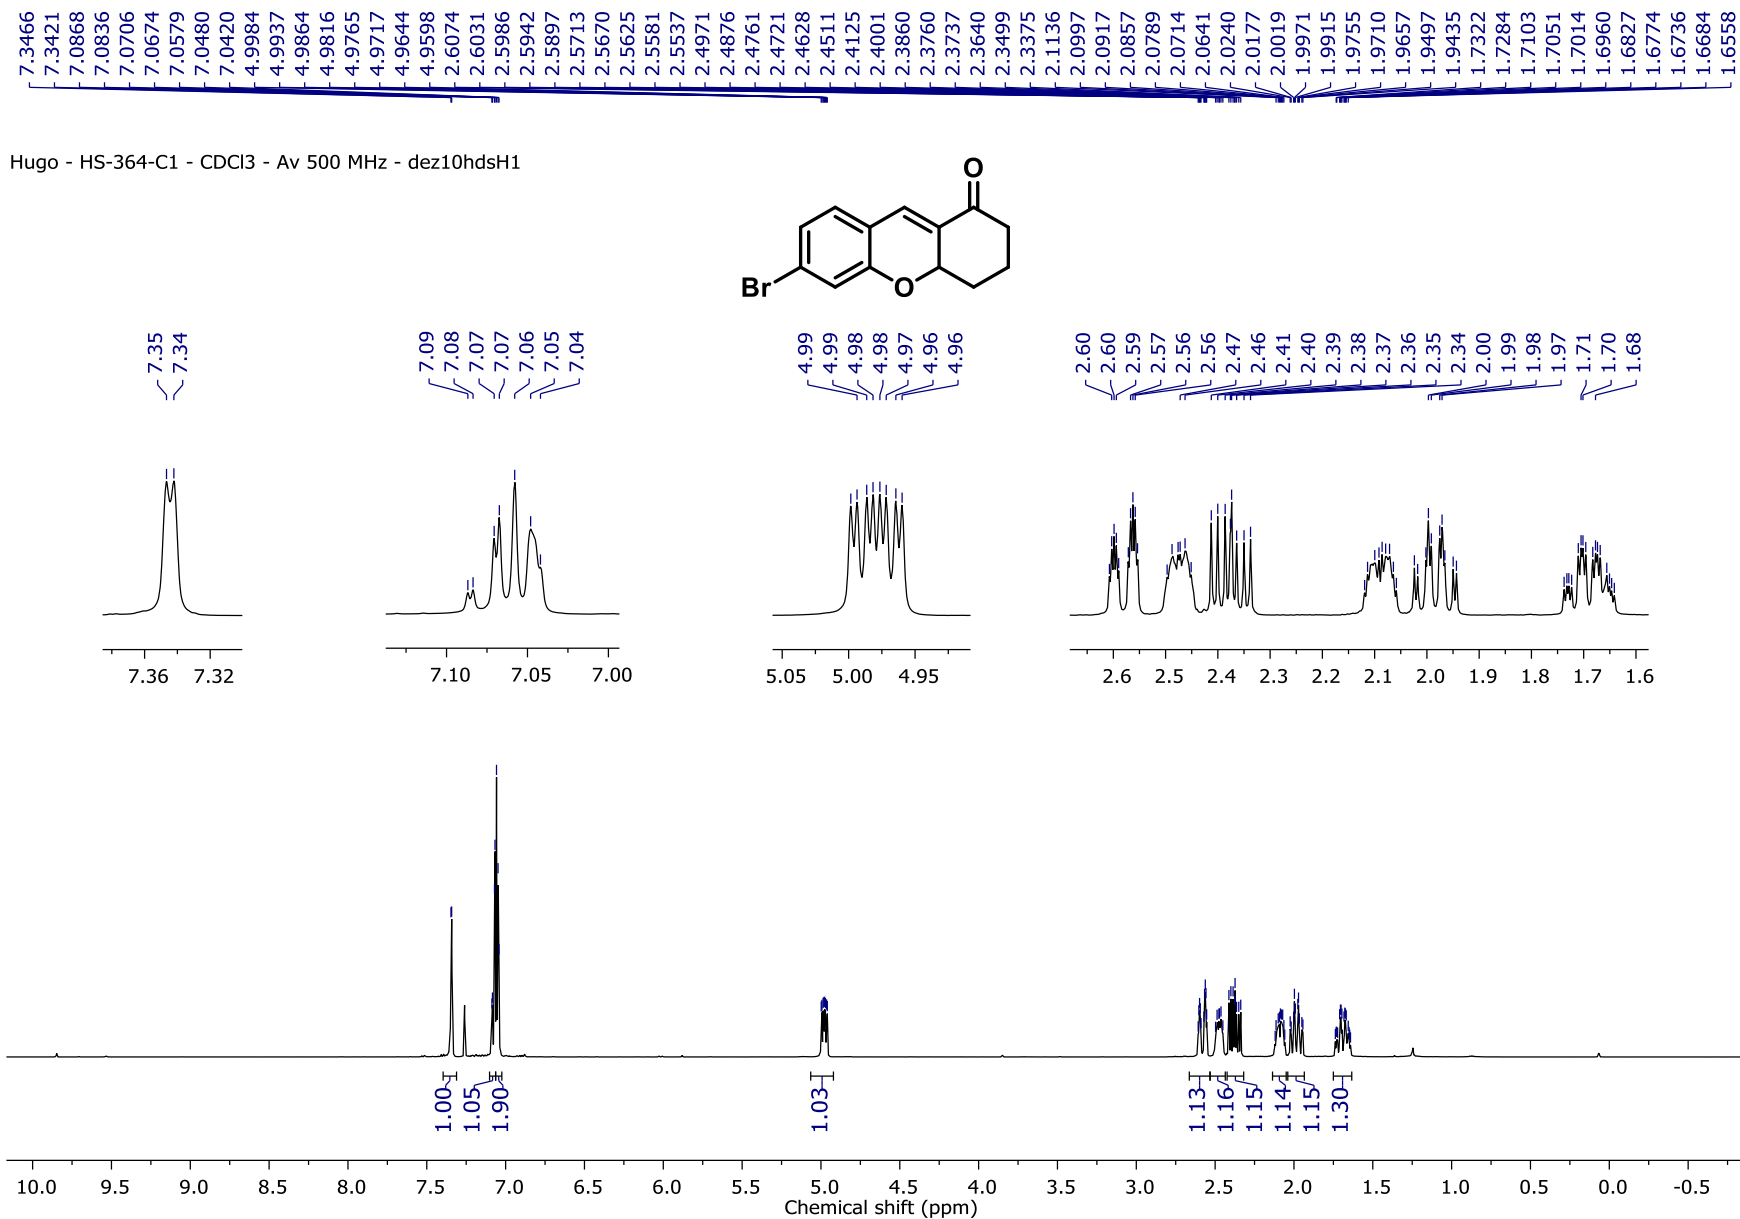 7.3466 7.3421 7.0868 7.0836 7.0706 7.0674 7.0579 7.0480 7.0420 4.9984 4.9937 4.9864 4.9816 4.9765 4.9717 4.9644 4.9598 2.6074 2.6031 2.5986 2.5942 2.5897 2.5713 2.5670 2.5625 2.5581 2.5537 2.4971 2.4876 2.4761 2.4721 2.4628 2.4511 2.4125 2.4001 2.3860 2.3760 2.3737 2.3640 2.3499 2.3375 2.1136 2.0997 2.0917 2.0857 2.0789 2.0714 2.0641 2.0240 2.0177 2.0019 1.9971 1.9915 1.9755 1.9710 1.9657 1.9497 1.9435 1.7322 1.7284 1.7103 1.7051 1.7014 1.6960 1.6827 1.6774 1.6736 1.6684 1.6558
Hugo - HS-364-C1 - CDCl3 - Av 500 MHz - dez10hdsH1
O
Br
O
7.35 7.34
7.09 7.08 7.07 7.07 7.06 7.05 7.04
4.99 4.99 4.98 4.98 4.97 4.96 4.96
2.60 2.60 2.59 2.57 2.56 2.56 2.47 2.46 2.41 2.40 2.39 2.38 2.37 2.36 2.35 2.34 2.00 1.99 1.98 1.97 1.71 1.70 1.68
7.36 7.32
7.10 7.05 7.00
5.05 5.00 4.95
2.6 2.5 2.4 2.3 2.2 2.1 2.0 1.9 1.8 1.7 1.6
1.00 1.05 1.90 1.03 1.13 1.16 1.15 1.14 1.15 1.30
10.0 9.5 9.0 8.5 8.0 7.5 7.0 6.5 6.0 5.5 5.0 4.5 4.0 3.5 3.0 2.5 2.0 1.5 1.0 0.5 0.0 -0.5
Chemical shift (ppm)